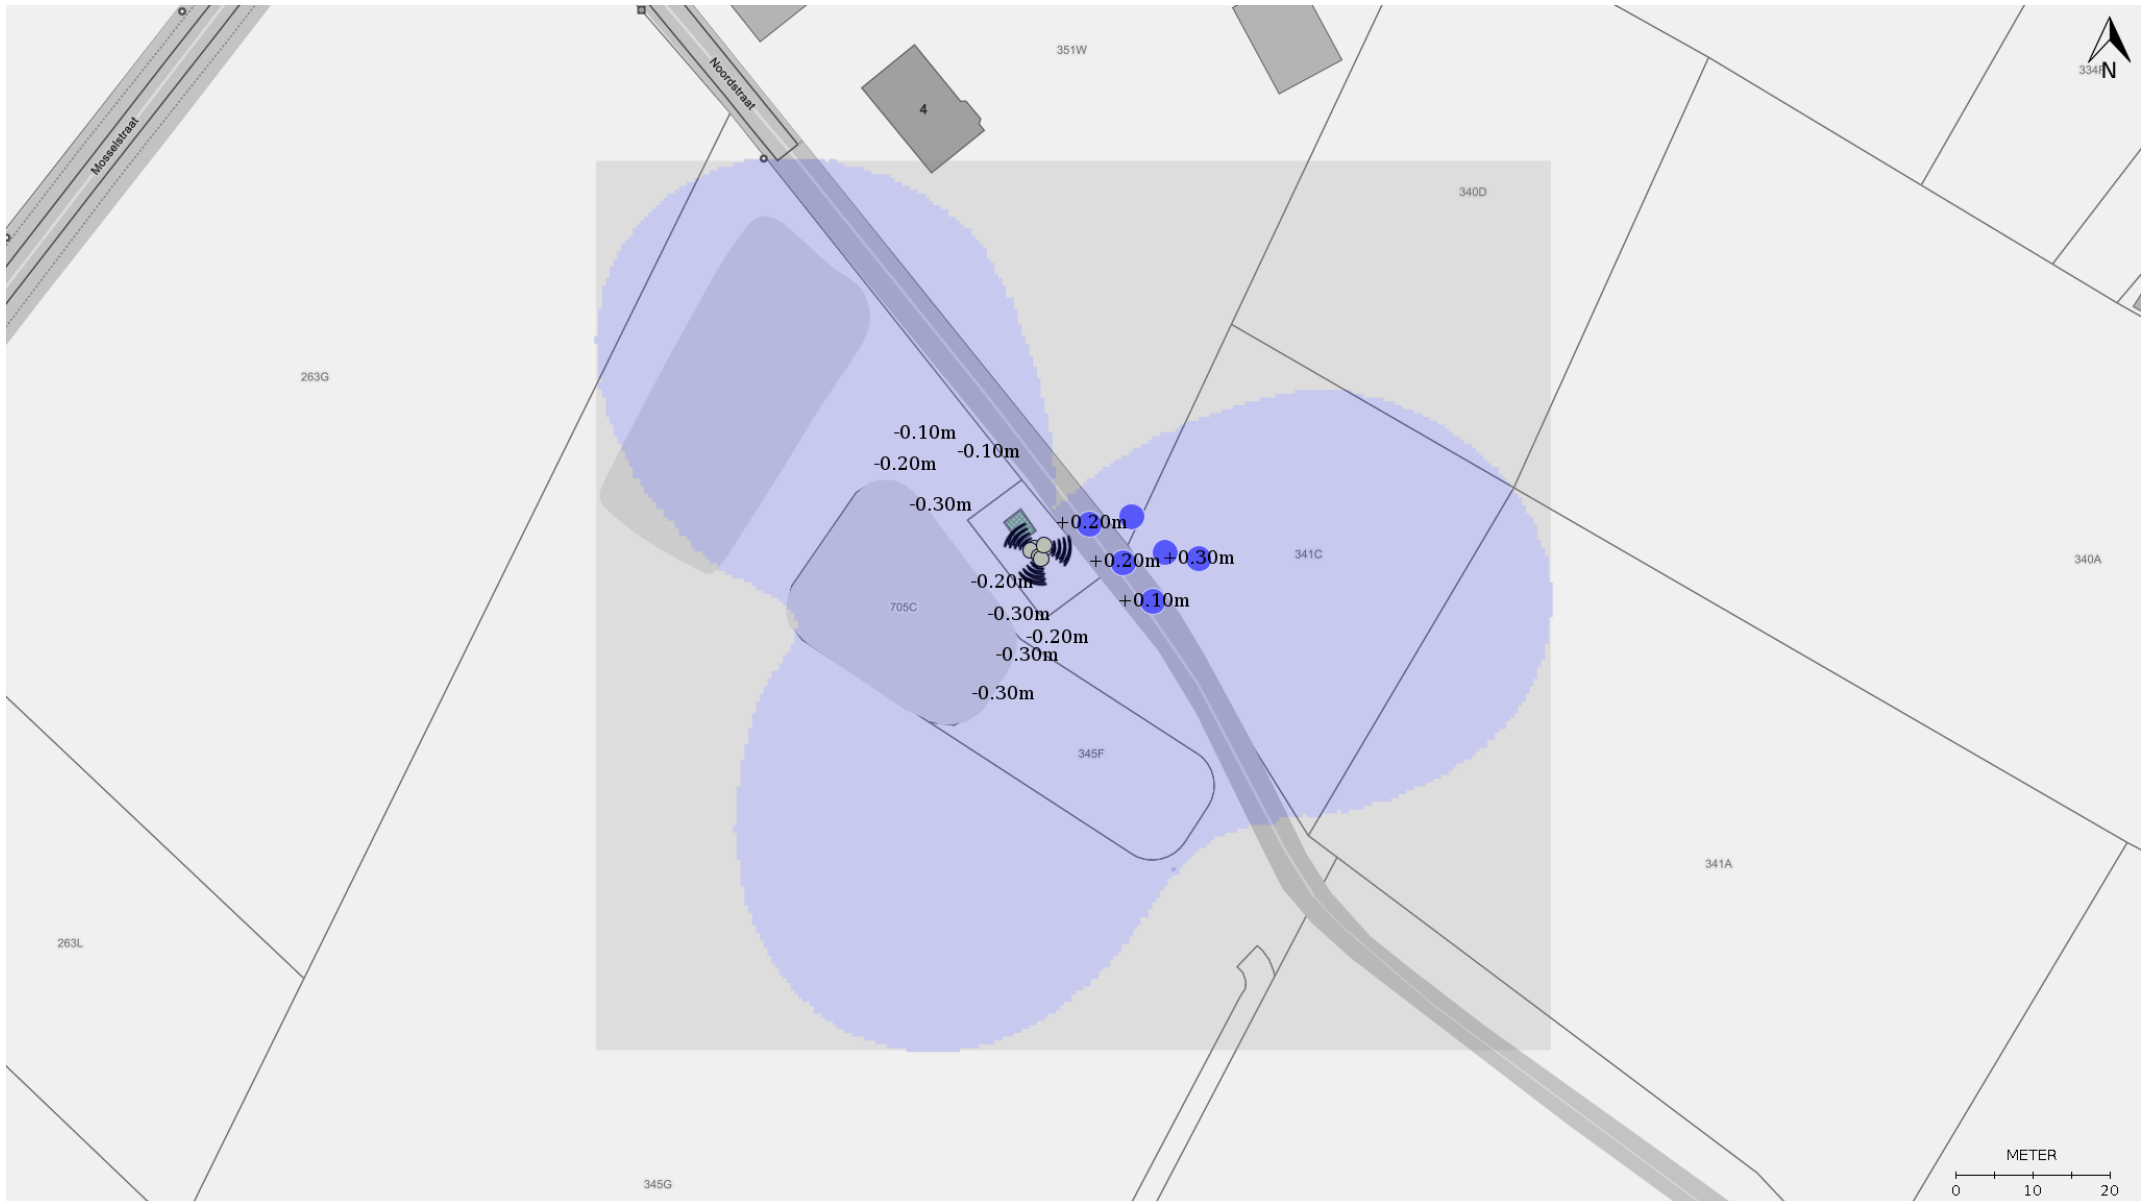 351W
N
334F
Noordstraat
4
Mosselstraat
340D
263G
-0.10m
-0.10m
-0.20m
-0.30m
+0.20m
+0.20m
+0.30m
341C
340A
-0.20m
+0.10m
705C
-0.30m
-0.20m
-0.30m
-0.30m
345F
341A
263L
METER
0 10 20
345G